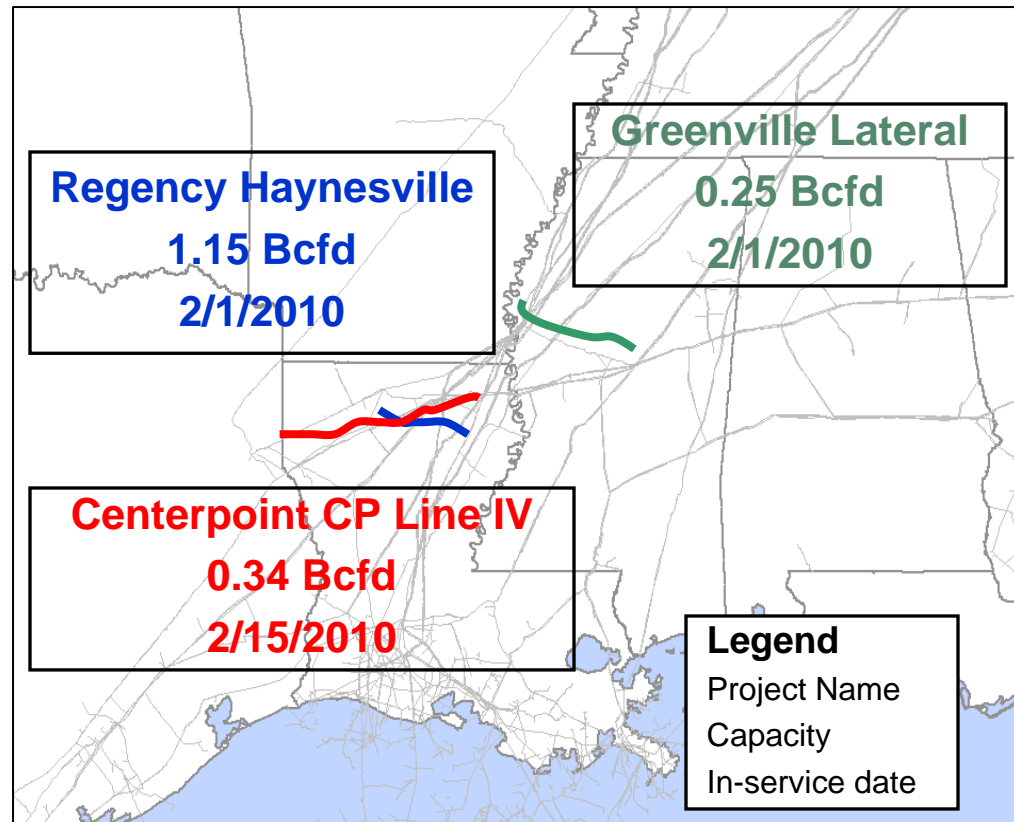 Greenville Lateral
0.25 Bcfd
2/1/2010
Regency Haynesville
1.15 Bcfd
2/1/2010
Centerpoint CP Line IV
0.34 Bcfd
2/15/2010
Legend
Project Name
Capacity
In-service date